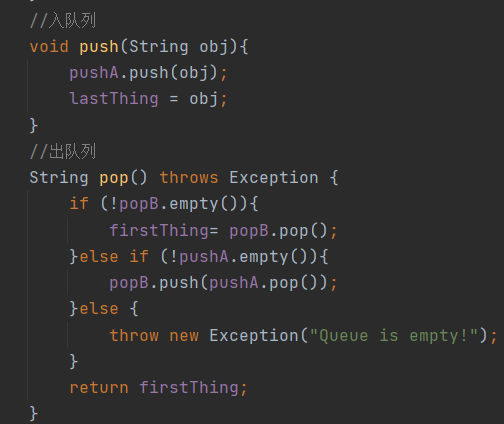 //入队列
void push(String obj){
    pushA.push(obj);
    lastThing = obj;
}
//出队列
String pop() throws Exception {
    if (!popB.empty()){
        firstThing= popB.pop();
    }else if (!pushA.empty()){
        popB.push(pushA.pop());
    }else {
        throw new Exception("Queue is empty!");
    }
    return firstThing;
}